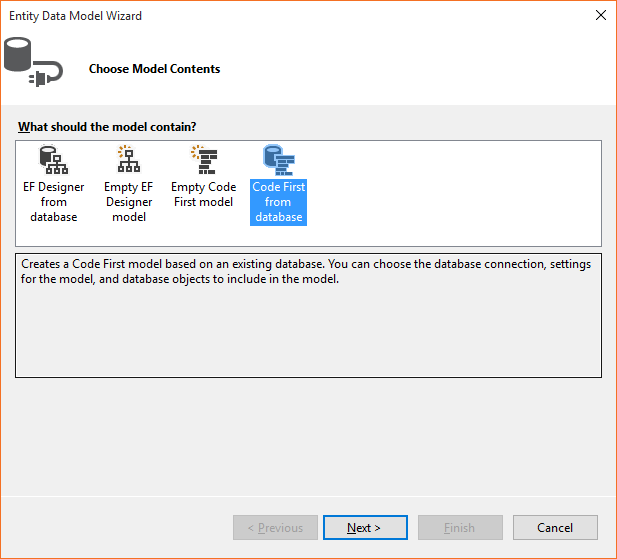 Entity Data Model Wizard
Choose Model Contents
What should the model contain?
EF Designer
from
database
Empty EF
Designer
model
Empty Code
First model
Code First
from
database
Creates a Code First model based on an existing database. You can choose the database connection, settings
for the model, and database objects to include in the model.
< Previous
Next >
Finish
Cancel